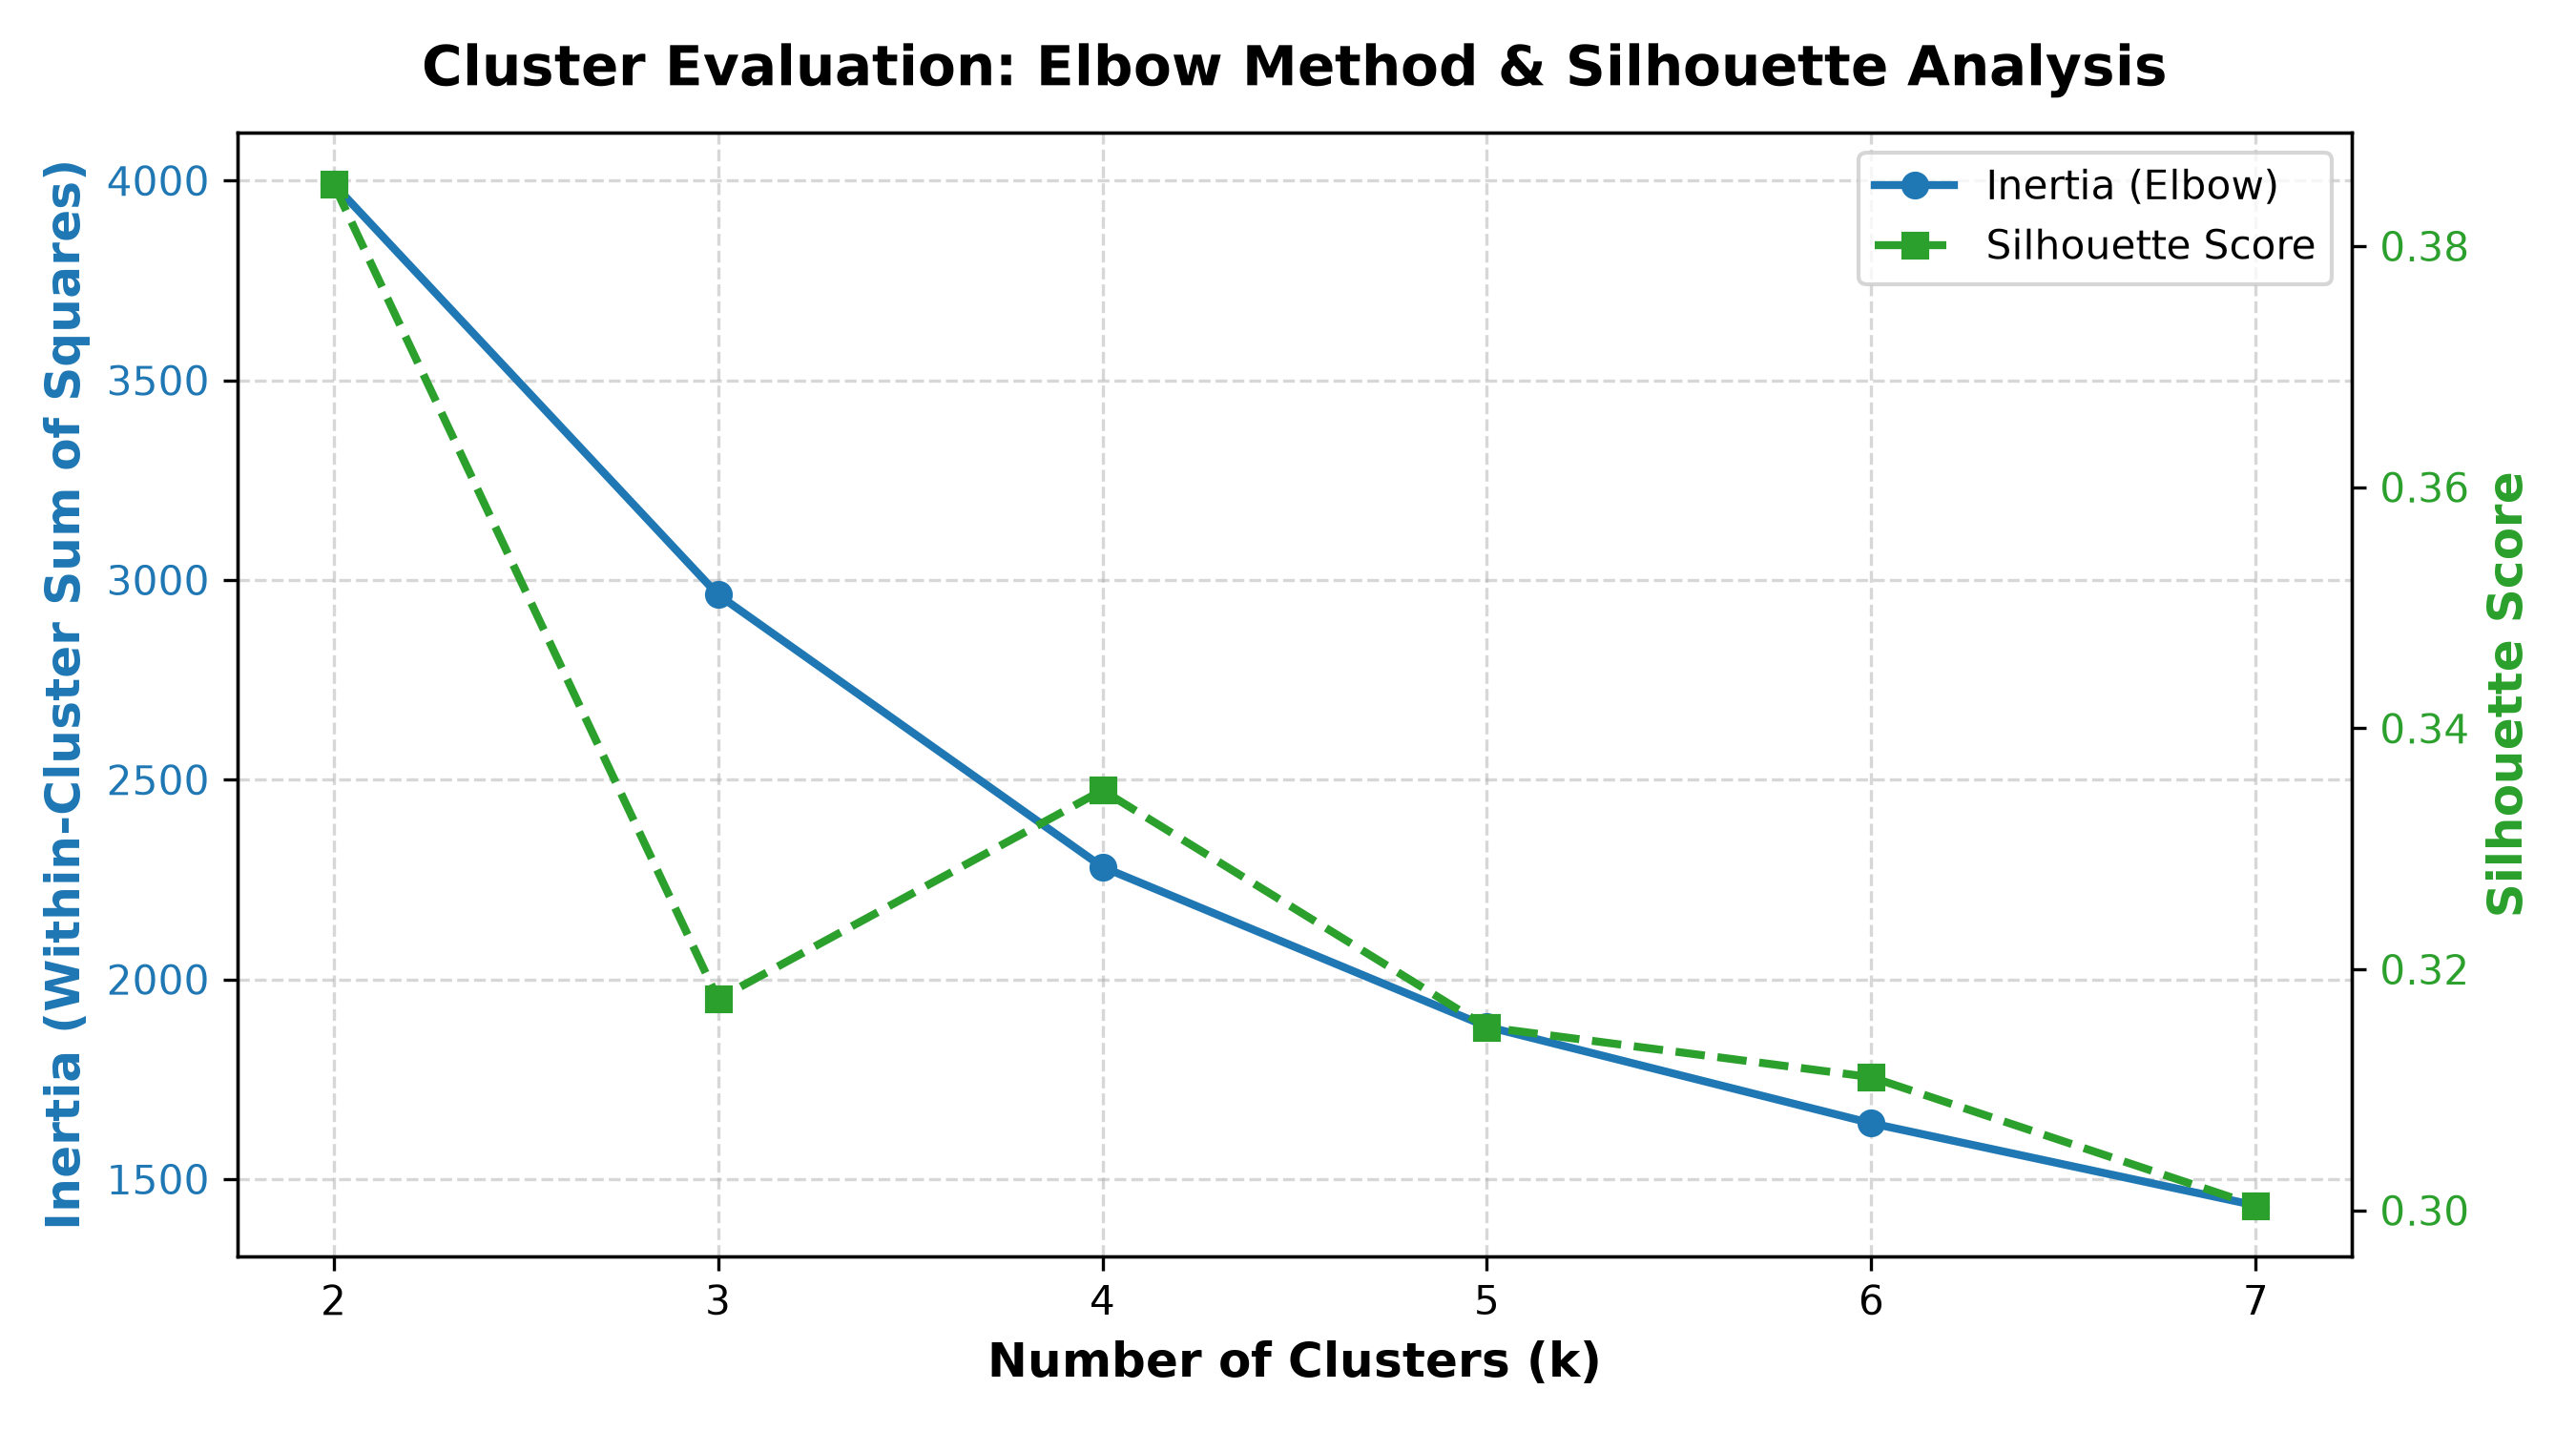 Cluster Evaluation: Elbow Method & Silhouette Analysis
Inertia (Within-Cluster Sum of Squares)
4000
3500
3000
2500
2000
1500
Inertia (Elbow)
Silhouette Score
0.38
0.36
0.34
0.32
0.30
Silhouette Score
2 3 4 5 6 7
Number of Clusters (k)